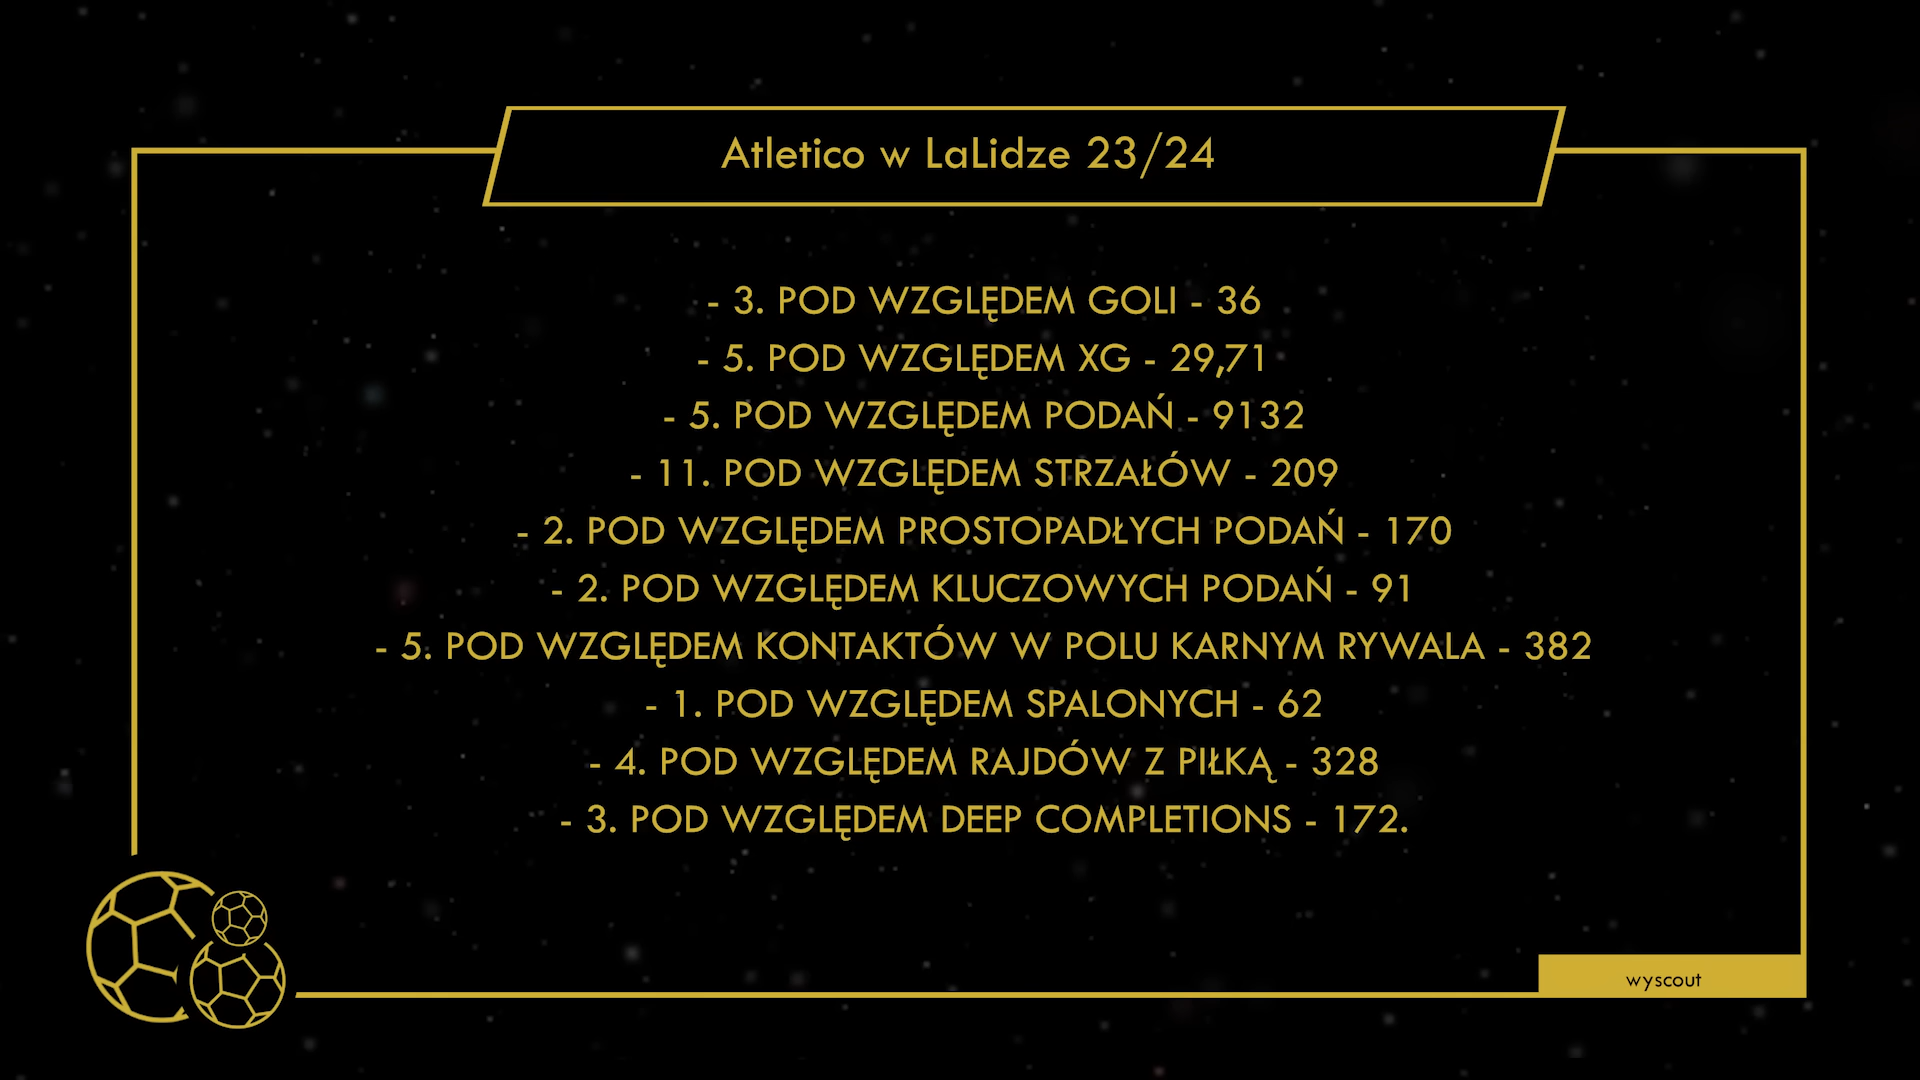 Atletico w LaLidze 23/24
- 3. POD WZGLĘDEM GOLI - 36
- 5. POD WZGLĘDEM XG - 29,71
- 5. POD WZGLĘDEM PODAŃ - 9132
- 11. POD WZGLĘDEM STRZAŁÓW - 209
- 2. POD WZGLĘDEM PROSTOPADŁYCH PODAŃ - 170
- 2. POD WZGLĘDEM KLUCZOWYCH PODAŃ - 91
- 5. POD WZGLĘDEM KONTAKTÓW W POLU KARNYM RYWALA - 382
- 1. POD WZGLĘDEM SPALONYCH - 62
- 4. POD WZGLĘDEM RAJDÓW Z PIŁKĄ - 328
- 3. POD WZGLĘDEM DEEP COMPLETIONS - 172.
wyscout